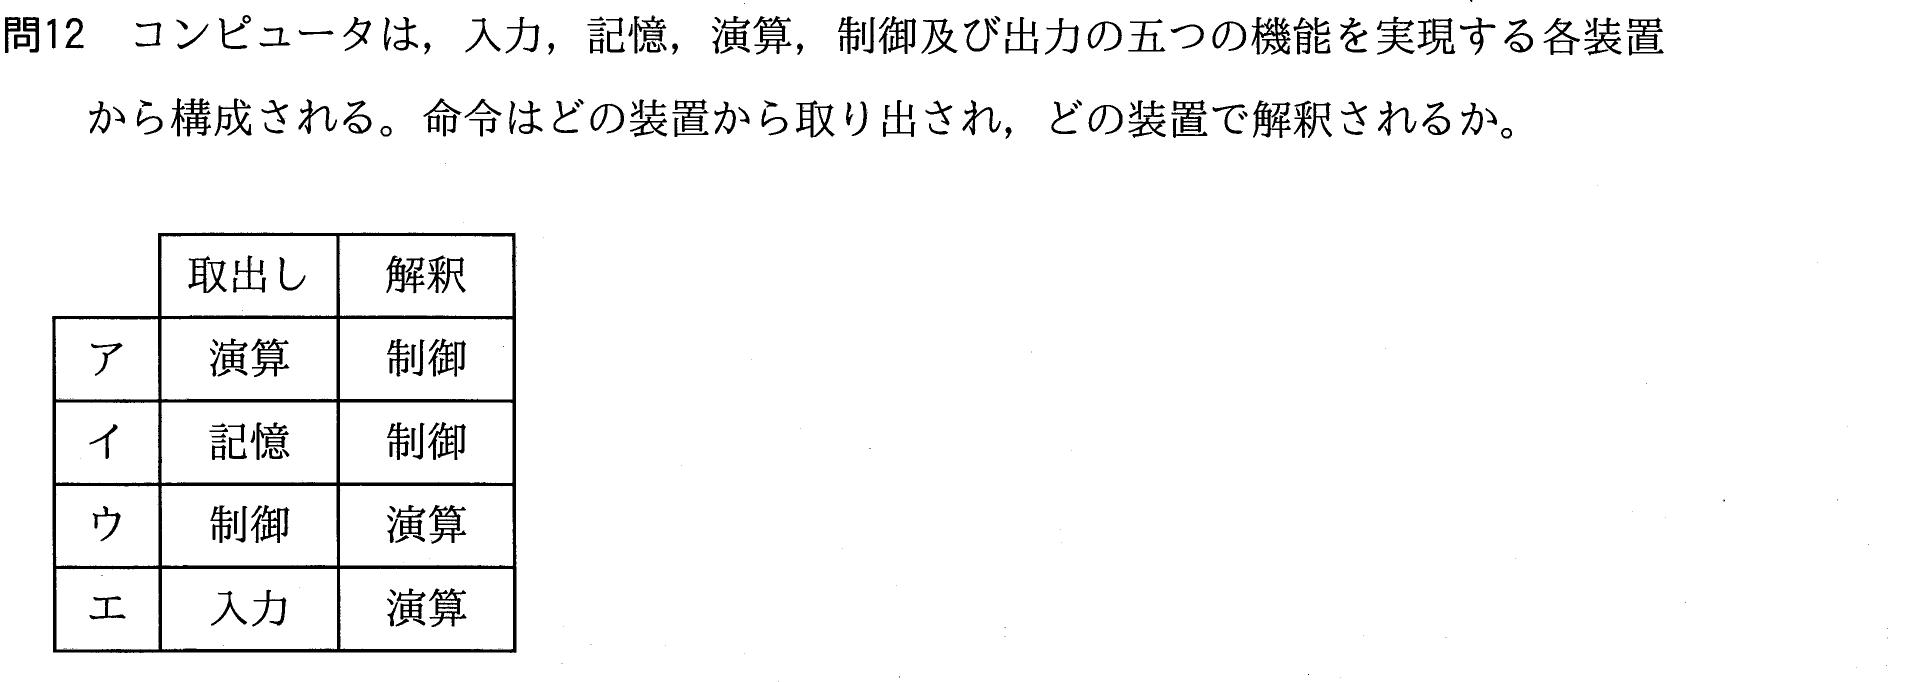 問12　コンピュータは，入力，記憶，演算，制御及び出力の五つの機能を実現する各装置
から構成される。命令はどの装置から取り出され，どの装置で解釈されるか。
取出し 解釈
ア 演算 制御
イ 記憶 制御
ウ 制御 演算
エ 入力 演算